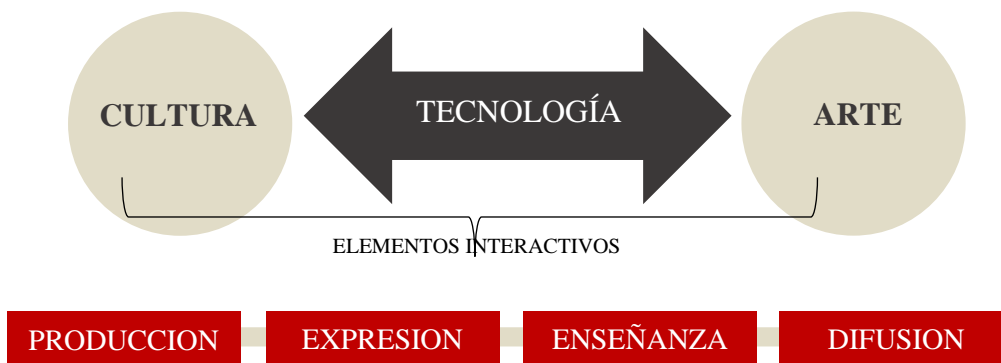 CULTURA
TECNOLOGÍA
ARTE
ELEMENTOS INTERACTIVOS
PRODUCCION
EXPRESION
ENSEÑANZA
DIFUSION